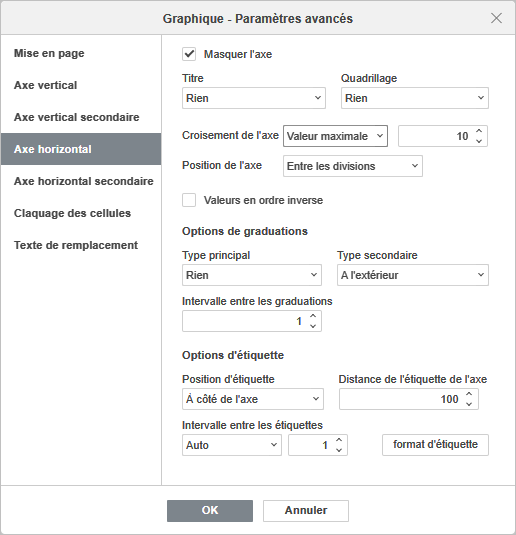 Graphique - Paramètres avancés
Mise en page
Axe vertical
Axe vertical secondaire
Axe horizontal
Axe horizontal secondaire
Claquage des cellules
Texte de remplacement
Masquer l'axe
Titre Quadrillage
Rien Rien
Croisement de l'axe Valeur maximale 10
Position de l'axe Entre les divisions
Valeurs en ordre inverse
Options de graduations
Type principal Type secondaire
Rien A l'extérieur
Intervalle entre les graduations
1
Options d'étiquette
Position d'étiquette Distance de l'étiquette de l'axe
À côté de l'axe 100
Intervalle entre les étiquettes
Auto 1 format d'étiquette
OK Annuler